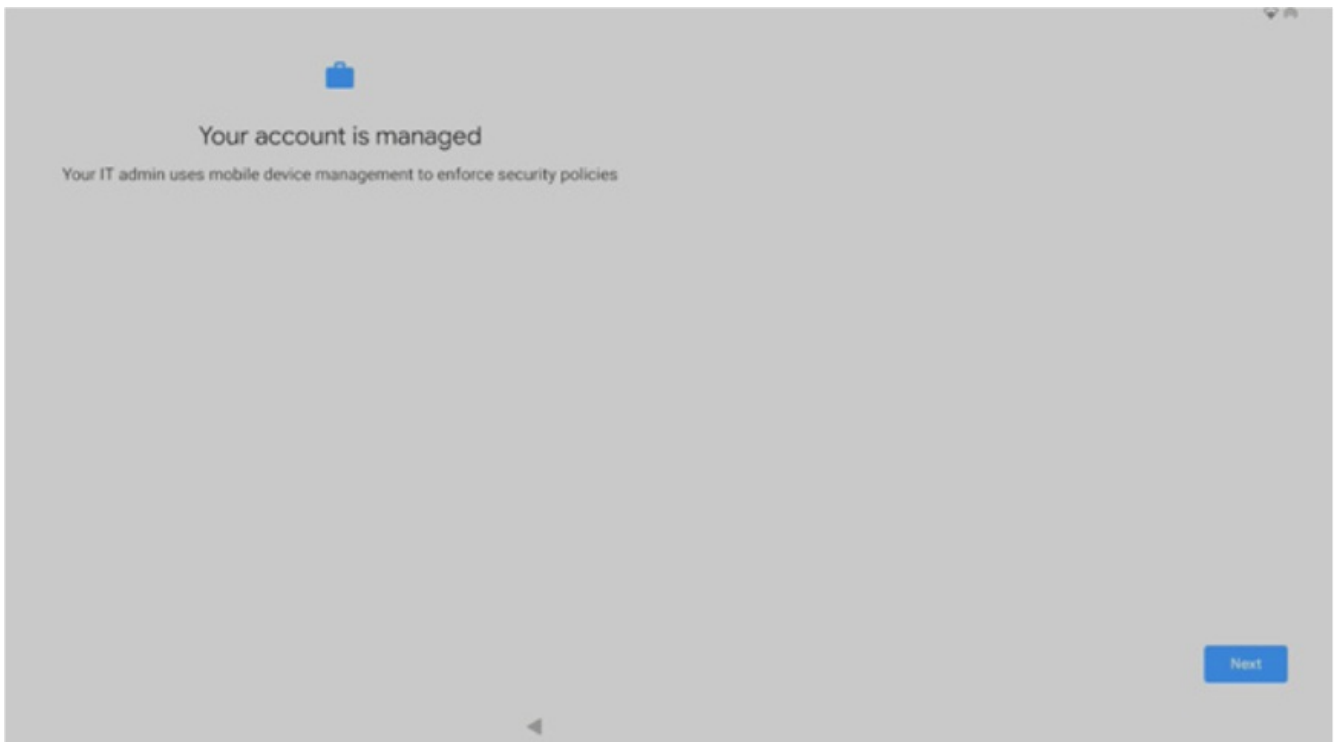 Your account is managed
Your IT admin uses mobile device management to enforce security policies
Next